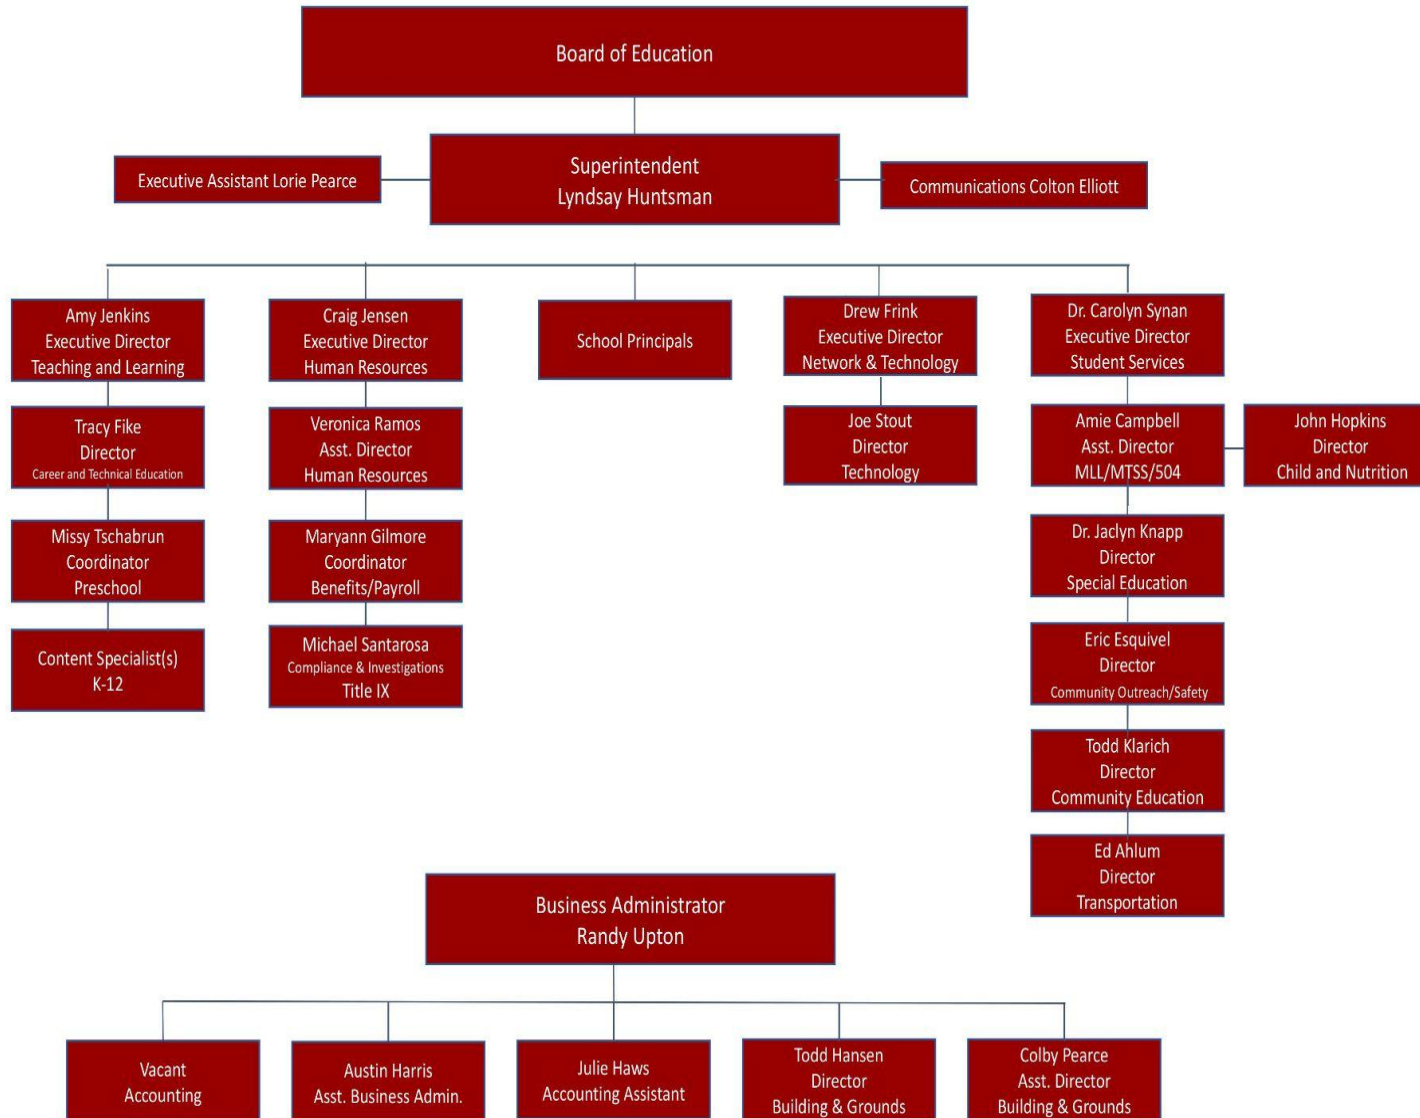 Board of Education
Superintendent
Lyndsay Huntsman
Executive Assistant Lorie Pearce
Communications Colton Elliott
Amy Jenkins
Executive Director
Teaching and Learning
Craig Jensen
Executive Director
Human Resources
School Principals
Drew Frink
Executive Director
Network & Technology
Dr. Carolyn Synan
Executive Director
Student Services
Tracy Fike
Director
Career and Technical Education
Veronica Ramos
Asst. Director
Human Resources
Joe Stout
Director
Technology
Amie Campbell
Asst. Director
MLL/MTSS/504
John Hopkins
Director
Child and Nutrition
Missy Tschabrun
Coordinator
Preschool
Maryann Gilmore
Coordinator
Benefits/Payroll
Dr. Jaclyn Knapp
Director
Special Education
Content Specialist(s)
K-12
Michael Santarosa
Compliance & Investigations
Title IX
Eric Esquivel
Director
Community Outreach/Safety
Todd Klarich
Director
Community Education
Ed Ahlum
Director
Transportation
Business Administrator
Randy Upton
Vacant
Accounting
Austin Harris
Asst. Business Admin.
Julie Haws
Accounting Assistant
Todd Hansen
Director
Building & Grounds
Colby Pearce
Asst. Director
Building & Grounds